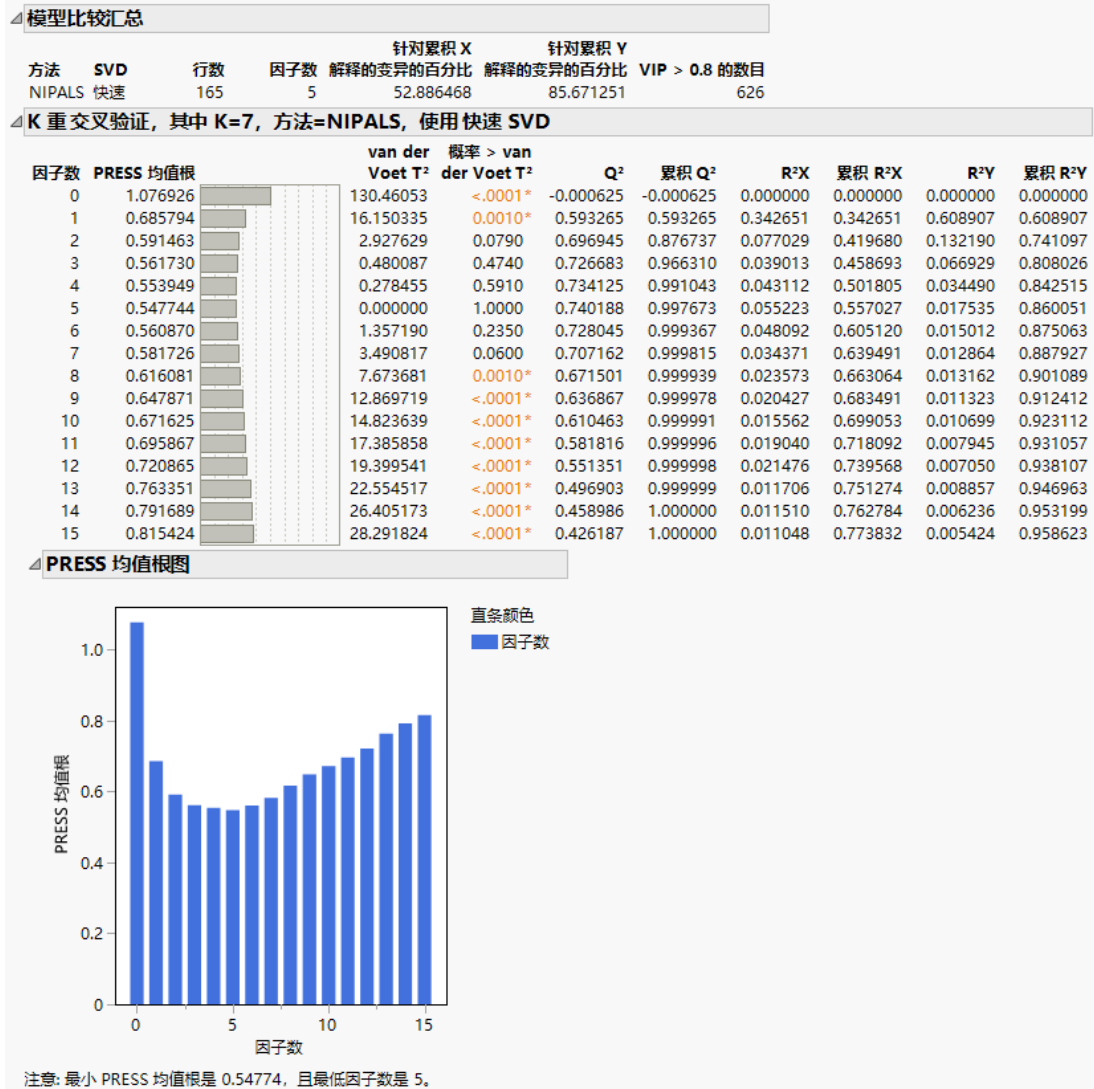 模型比较汇总
针对累积 X 针对累积 Y
方法 SVD 行数 因子数 解释的变异的百分比 解释的变异的百分比 VIP > 0.8 的数目
NIPALS 快速 165 5 52.886468 85.671251 626
K 重交叉验证，其中 K=7，方法=NIPALS，使用快速 SVD
van der 概率 > van
因子数 PRESS 均值根 Voet T² der Voet T² Q² 累积 Q² R²X 累积 R²X R²Y 累积 R²Y
0 1.076926 130.46053 <.0001* -0.000625 -0.000625 0.000000 0.000000 0.000000 0.000000
1 0.685794 16.150335 0.0010* 0.593265 0.593265 0.342651 0.342651 0.608907 0.608907
2 0.591463 2.927629 0.0790 0.696945 0.876737 0.077029 0.419680 0.132190 0.741097
3 0.561730 0.480087 0.4740 0.726683 0.966310 0.039013 0.458693 0.066929 0.808026
4 0.553949 0.278455 0.5910 0.734125 0.991043 0.043112 0.501805 0.034490 0.842515
5 0.547744 0.000000 1.0000 0.740188 0.997673 0.055223 0.557027 0.017535 0.860051
6 0.560870 1.357190 0.2350 0.728045 0.999367 0.048092 0.605120 0.015012 0.875063
7 0.581726 3.490817 0.0600 0.707162 0.999815 0.034371 0.639491 0.012864 0.887927
8 0.616081 7.673681 0.0010* 0.671501 0.999939 0.023573 0.663064 0.013162 0.901089
9 0.647871 12.869719 <.0001* 0.636867 0.999978 0.020427 0.683491 0.011323 0.912412
10 0.671625 14.823639 <.0001* 0.610463 0.999991 0.015562 0.699053 0.010699 0.923112
11 0.695867 17.385858 <.0001* 0.581816 0.999996 0.019040 0.718092 0.007945 0.931057
12 0.720865 19.399541 <.0001* 0.551351 0.999998 0.021476 0.739568 0.007050 0.938107
13 0.763351 22.554517 <.0001* 0.496903 0.999999 0.011706 0.751274 0.008857 0.946963
14 0.791689 26.405173 <.0001* 0.458986 1.000000 0.011510 0.762784 0.006236 0.953199
15 0.815424 28.291824 <.0001* 0.426187 1.000000 0.011048 0.773832 0.005424 0.958623
PRESS 均值根图
直条颜色
因子数
1.0
0.8
0.6
0.4
0.2
0
PRESS 均值根
0 5 10 15
因子数
注意: 最小 PRESS 均值根是 0.54774，且最低因子数是 5。